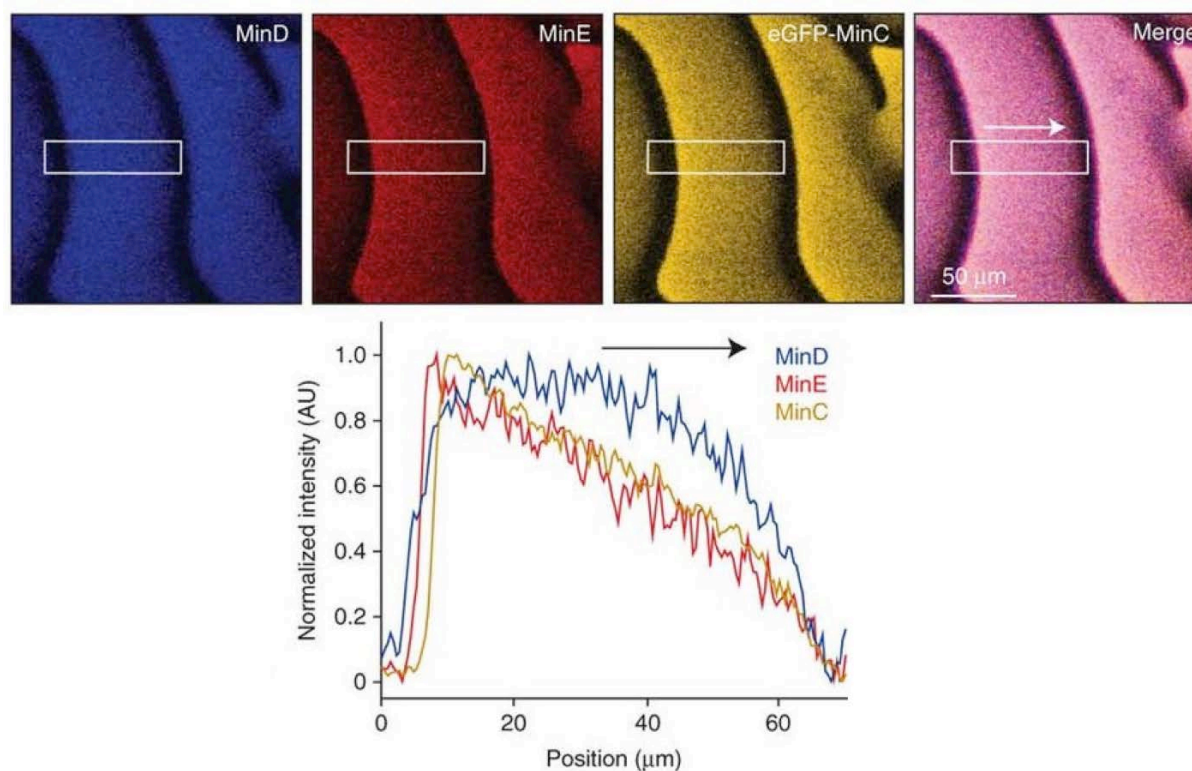 MinD
MinE
eGFP-MinC
Merge
50 μm
1.0
0.8
0.6
0.4
0.2
0
Normalized intensity (AU)
MinD
MinE
MinC
0
20
40
60
Position (μm)